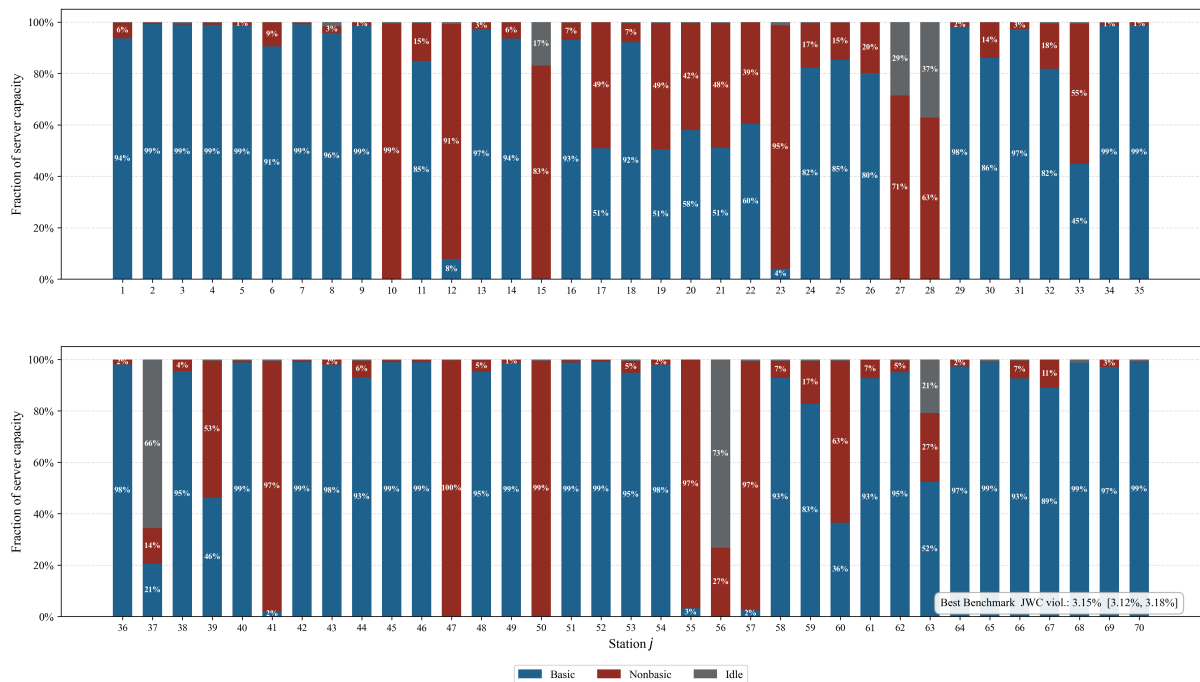 100%
80%
60%
40%
20%
0%
Fraction of server capacity
6% 1% 9% 3% 1% 15% 3% 6% 17% 7% 7% 17% 15% 20% 29% 37% 2% 14% 3% 18% 1% 1%
94% 99% 99% 99% 99% 91% 99% 96% 99% 99% 85% 91% 97% 94% 83% 93% 49% 92% 49% 42% 48% 39% 95% 82% 85% 80% 71% 63% 98% 86% 97% 82% 55% 99% 99%
8% 51% 51% 58% 51% 60% 4% 45%
1 2 3 4 5 6 7 8 9 10 11 12 13 14 15 16 17 18 19 20 21 22 23 24 25 26 27 28 29 30 31 32 33 34 35
100%
80%
60%
40%
20%
0%
Fraction of server capacity
2% 4% 2% 6% 5% 1% 5% 2% 7% 17% 7% 5% 21% 2% 7% 11% 3%
98% 66% 95% 53% 99% 97% 99% 98% 93% 99% 99% 100% 95% 99% 99% 99% 99% 95% 98% 97% 73% 97% 93% 83% 63% 93% 95% 27% 97% 99% 93% 89% 99% 97% 99%
14% 21% 46% 2% 3% 27% 2% 36% 52%
Best Benchmark JWC viol.: 3.15% [3.12%, 3.18%]
36 37 38 39 40 41 42 43 44 45 46 47 48 49 50 51 52 53 54 55 56 57 58 59 60 61 62 63 64 65 66 67 68 69 70
Station j
Basic Nonbasic Idle